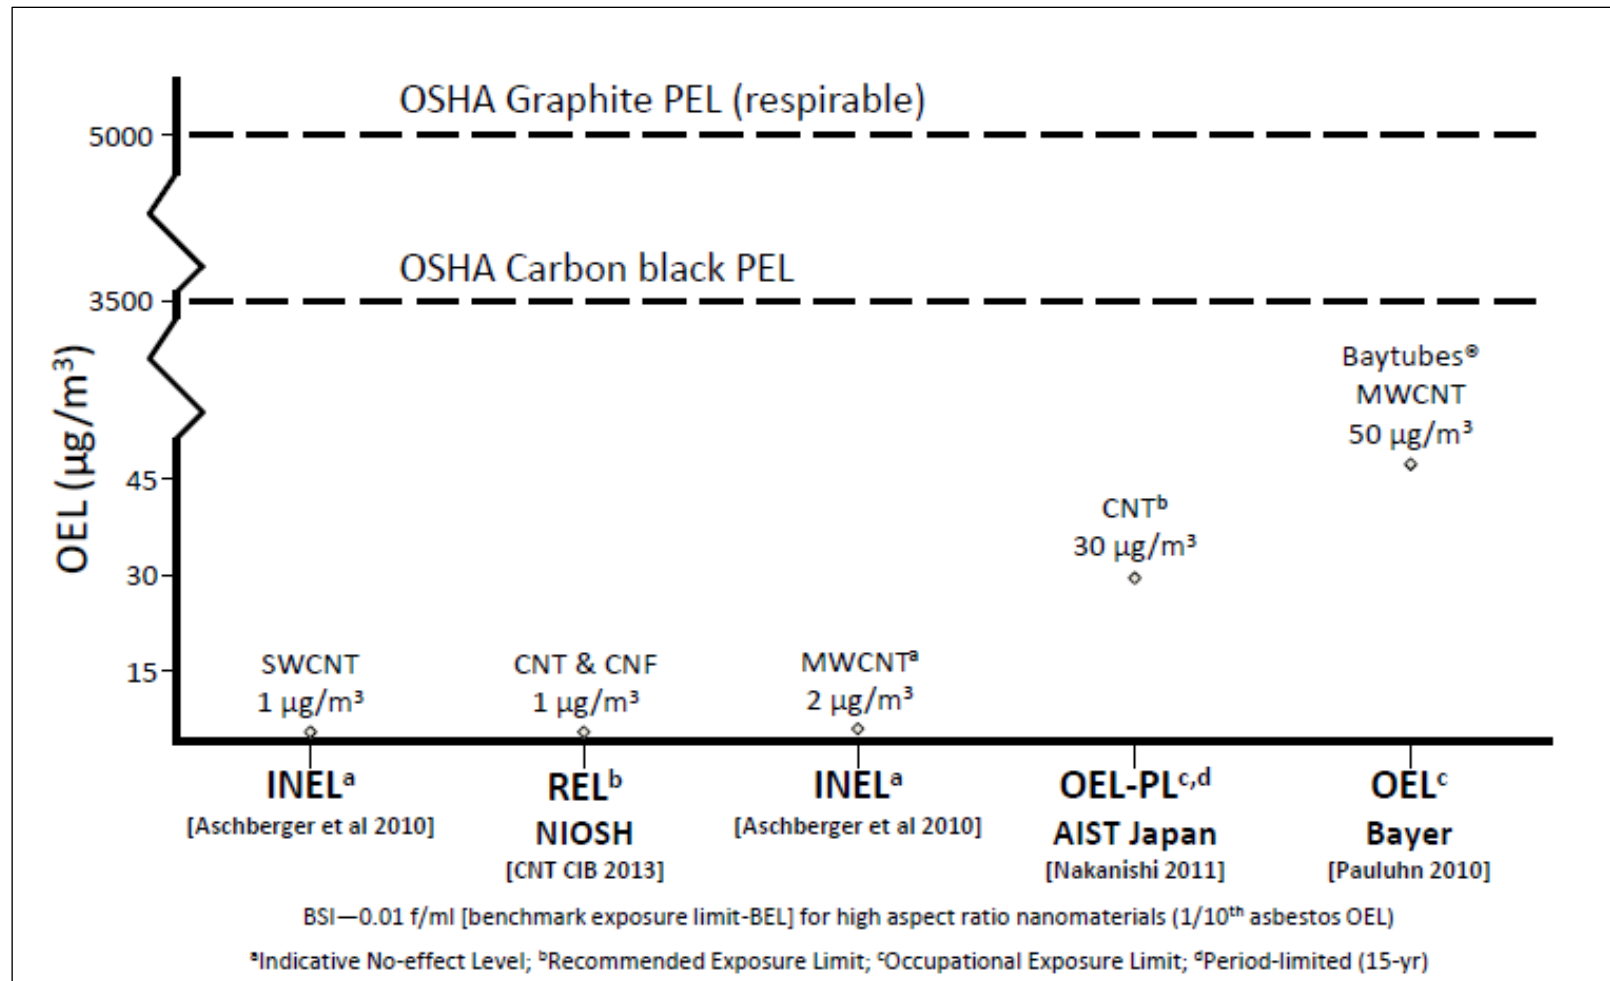 OSHA Graphite PEL (respirable)
5000
OSHA Carbon black PEL
3500
OEL (µg/m³)
45
30
15
Baytubes®
MWCNT
50 µg/m³
CNTᵇ
30 µg/m³
SWCNT
1 µg/m³
CNT & CNF
1 µg/m³
MWCNTᵃ
2 µg/m³
INELᵃ
[Aschberger et al 2010]
RELᵇ
NIOSH
[CNT CIB 2013]
INELᵃ
[Aschberger et al 2010]
OEL-PLᶜ,ᵈ
AIST Japan
[Nakanishi 2011]
OELᶜ
Bayer
[Pauluhn 2010]
BSI—0.01 f/ml [benchmark exposure limit-BEL] for high aspect ratio nanomaterials (1/10ᵗʰ asbestos OEL)
ᵃIndicative No-effect Level; ᵇRecommended Exposure Limit; ᶜOccupational Exposure Limit; ᵈPeriod-limited (15-yr)